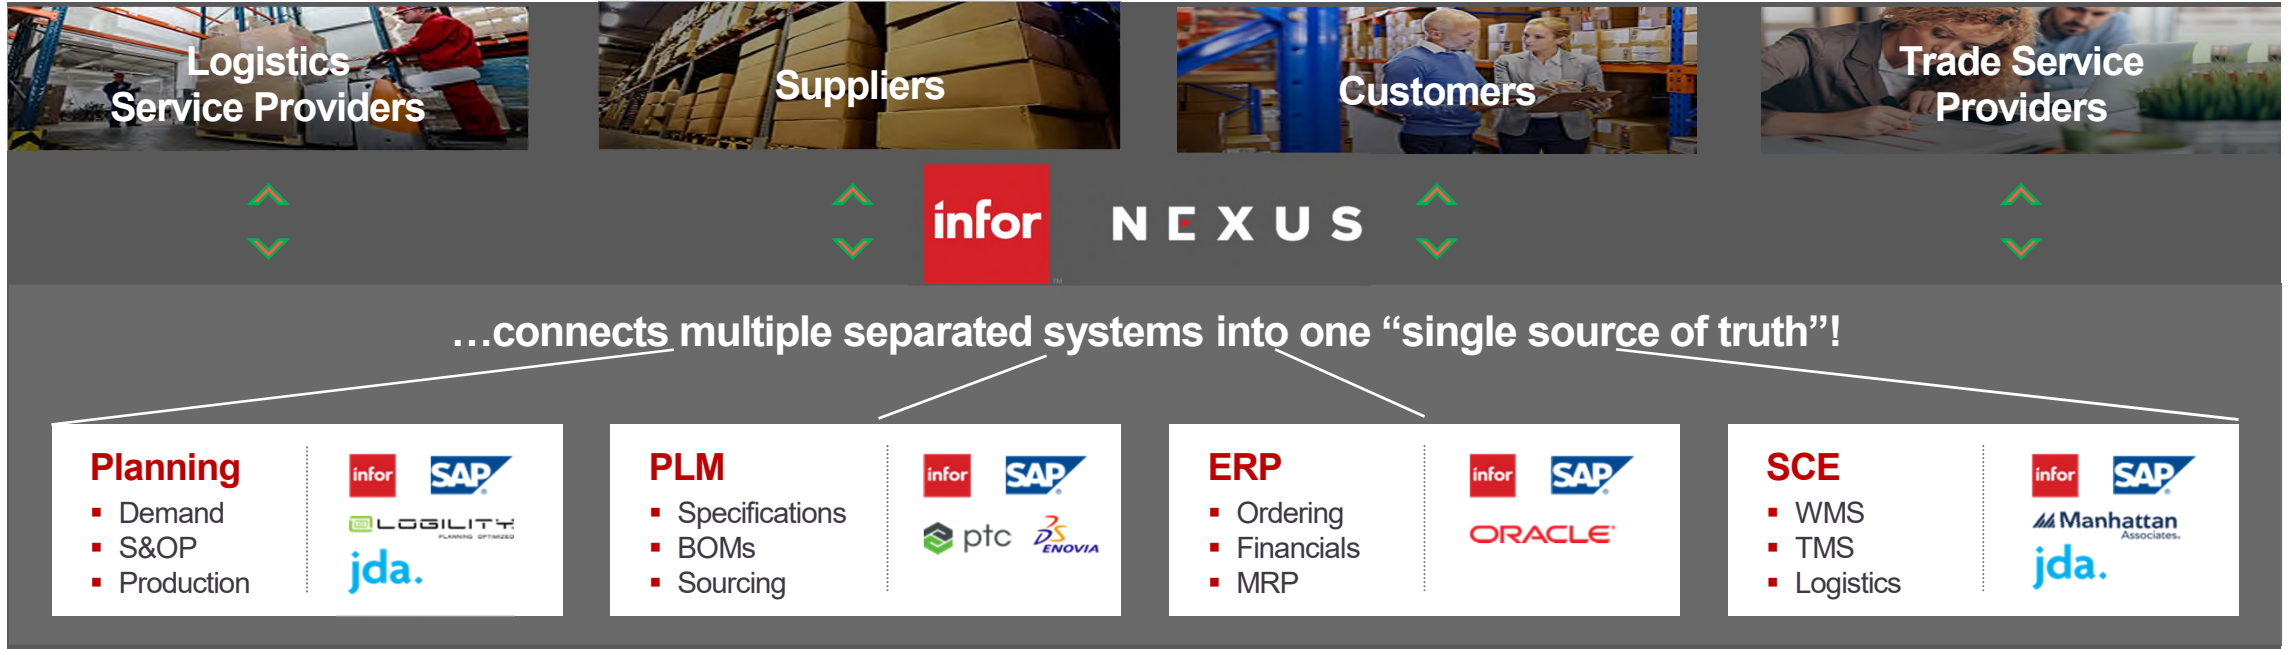 Logistics
Service Providers
Suppliers
Customers
Trade Service
Providers
infor
NEXUS
™
...connects multiple separated systems into one “single source of truth”!
Planning
▪ Demand
▪ S&OP
▪ Production
infor
SAP®
LOGILITY
PLANNING OPTIMIZED
jda.
PLM
▪ Specifications
▪ BOMs
▪ Sourcing
infor
SAP®
ptc
3DS
ENOVIA
ERP
▪ Ordering
▪ Financials
▪ MRP
infor
SAP®
ORACLE®
SCE
▪ WMS
▪ TMS
▪ Logistics
infor
SAP®
Manhattan
Associates.
jda.